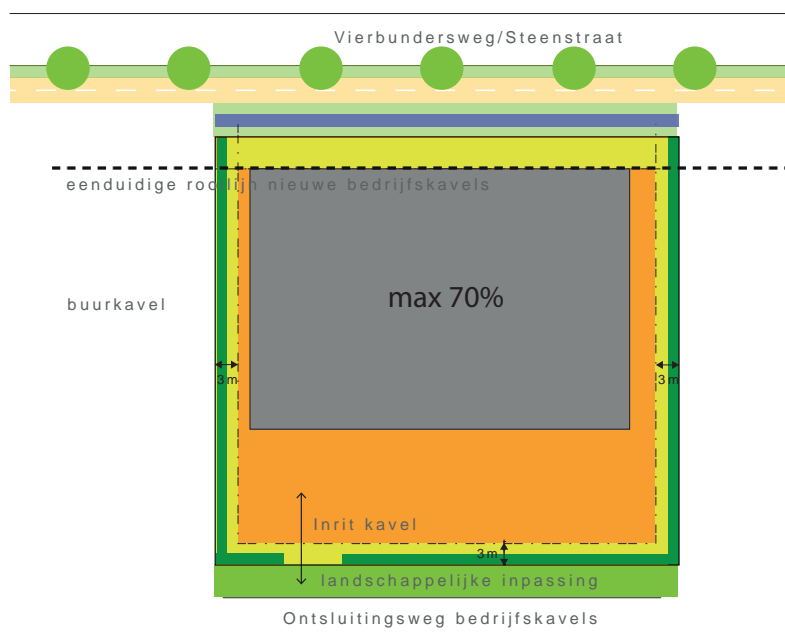 Vierbundersweg/Steenstraat
eenduidige rooilijn nieuwe bedrijfskavels
max 70%
buurkavel
3m
3m
Inrit kavel
3m
landschappelijke inpassing
Ontsluitingsweg bedrijfskavels